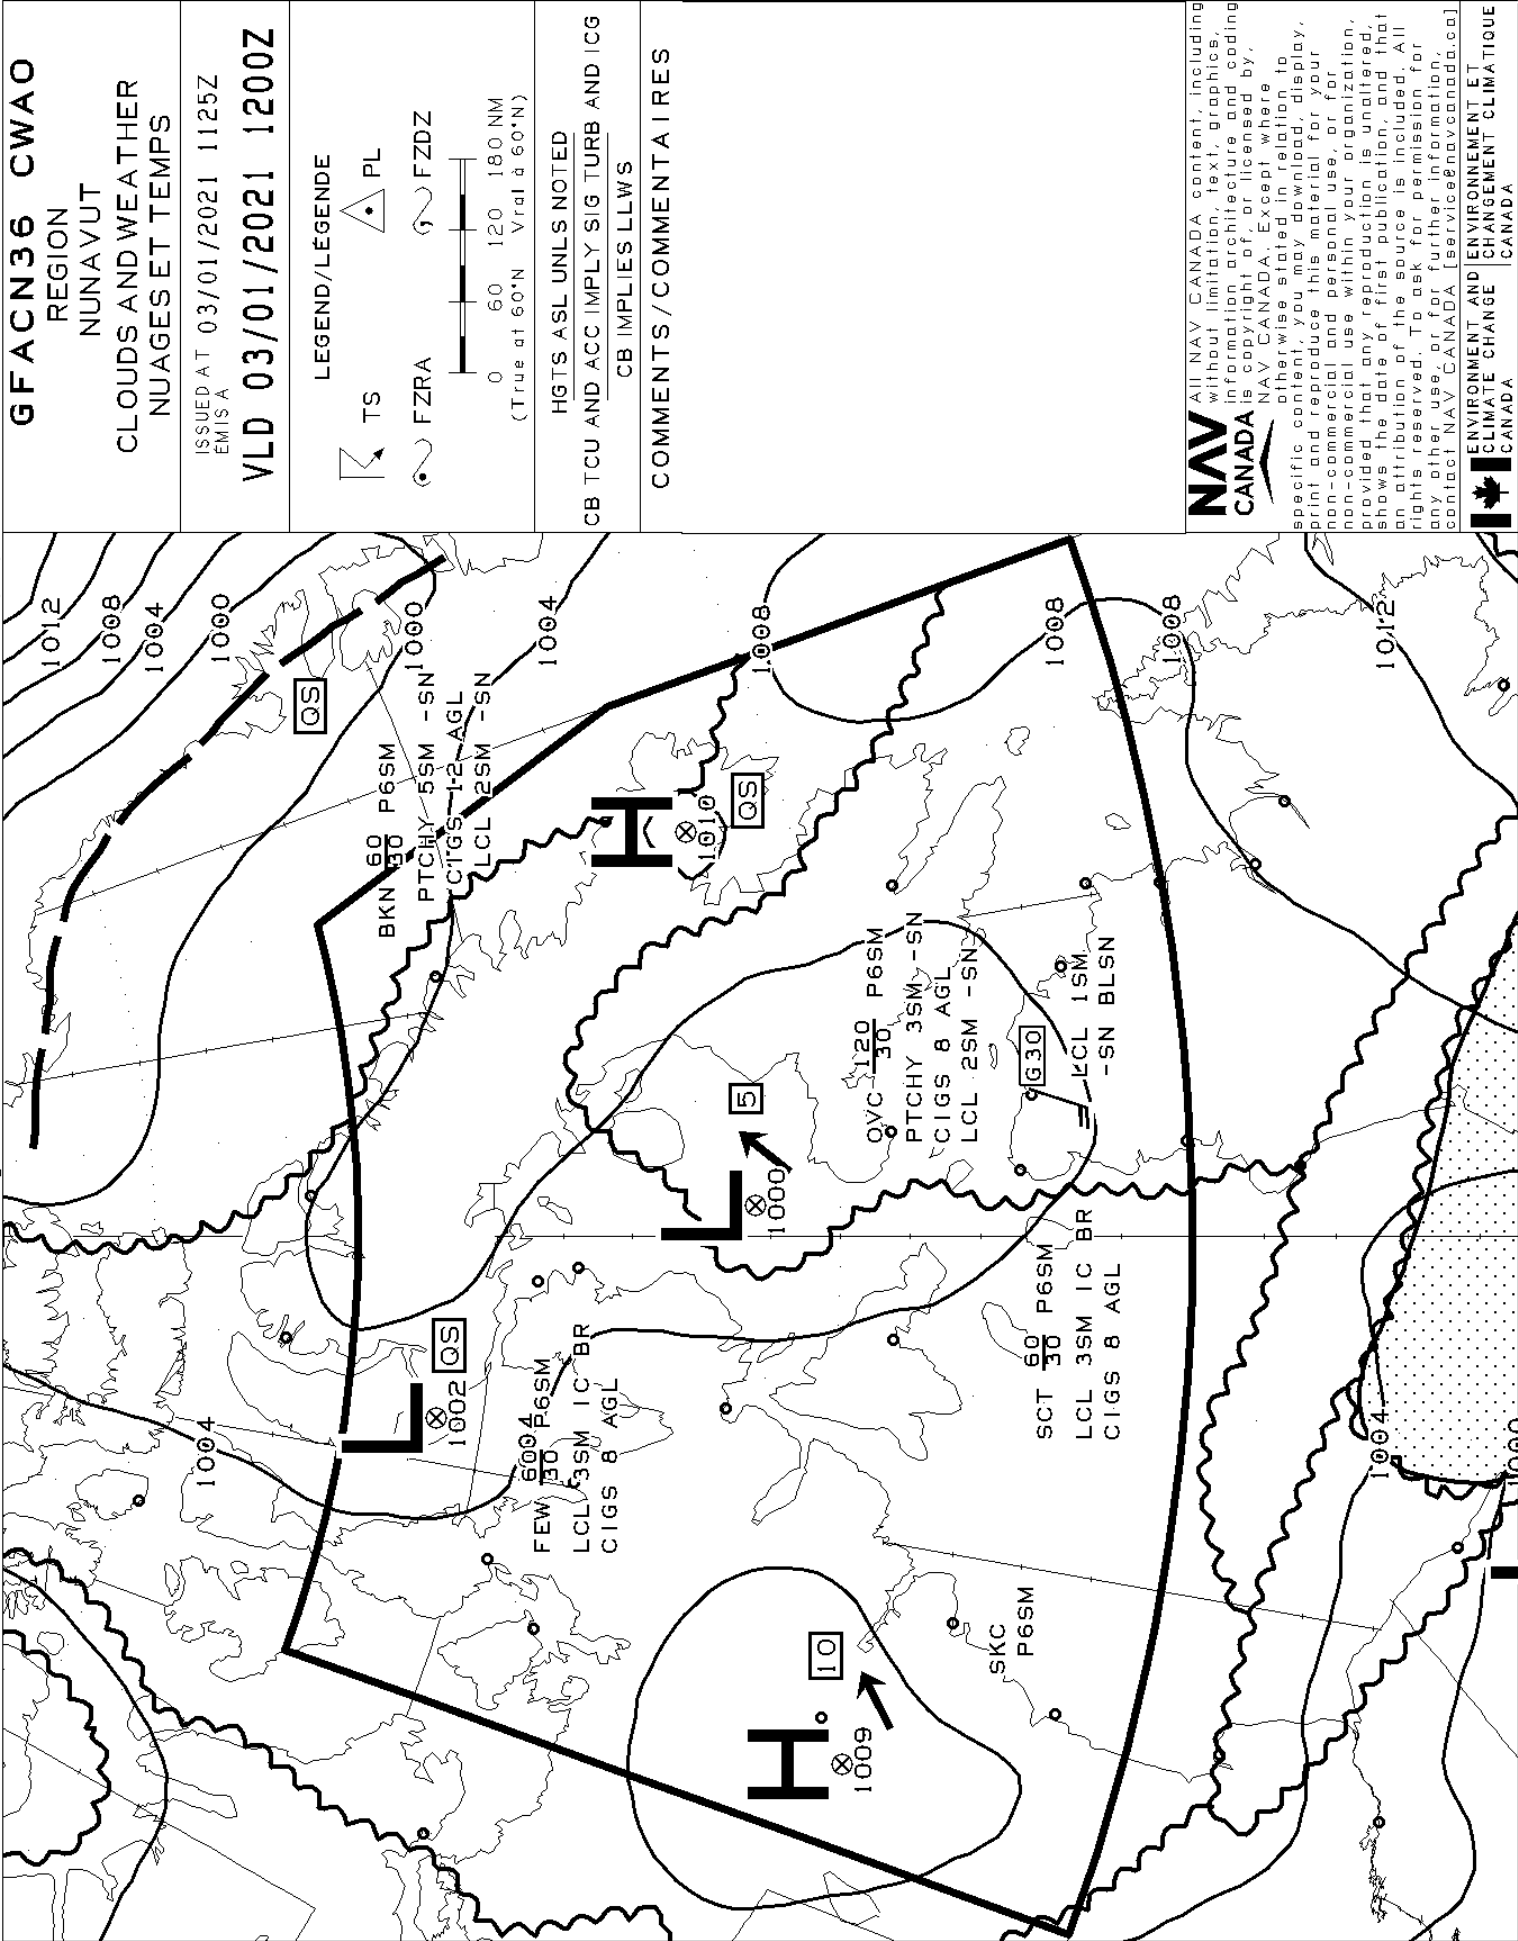 GFACN36 CWAO
REGION
NUNAVUT
CLOUDS AND WEATHER
NUAGES ET TEMPS
ISSUED AT 03/01/2021 1125Z
ÉMIS A
VLD 03/01/2021 1200Z
LEGEND/LÉGENDE
TS
PL
FZRA
FZDZ
0 60 120 180 NM
(True at 60°N Vrai à 60°N)
HGTS ASL UNLS NOTED
CB TCU AND ACC IMPLY SIG TURB AND ICG
CB IMPLIES LLWS
COMMENTS/COMMENTAIRES
NAV
CANADA
All NAV CANADA content, including
without limitation, text, graphics,
information architecture and coding
is copyright of, or licensed by,
NAV CANADA. Except where
otherwise stated in relation to
specific content, you may download, display,
print and reproduce this material for your
non-commercial and personal use, or for
non-commercial use within your organization,
provided that any reproduction is unaltered,
shows the date of first publication, and that
an attribution of the source is included. All
rights reserved. To ask for permission for
any other use, or for further information,
contact NAV CANADA [service@navcanada.ca]
ENVIRONMENT AND
CLIMATE CHANGE
CANADA
ENVIRONNEMENT ET
CHANGEMENT CLIMATIQUE
CANADA
1012
1008
1004
1000
1000
1004
1008
1008
1008
1012
QS
BKN 60 P6SM
30
PTCHY 5SM -SN
CIGS 12 AGL
LCL 2SM -SN
H
1010
QS
OVC 120 P6SM
30
PTCHY 3SM -SN
CIGS 8 AGL
LCL 2SM -SN
G30
LCL 1SM
-SN BLSN
5
L
1000
SCT 60 P6SM
30
LCL 3SM IC BR
CIGS 8 AGL
QS
L
1002
1004
1004
FEW 60 P6SM
30
LCL 3SM IC BR
CIGS 8 AGL
1004
1000
10
H
1009
SKC
P6SM